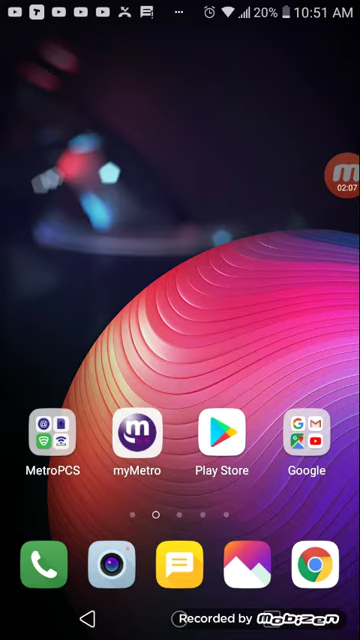 20% 10:51 AM
02:07
MetroPCS
myMetro
Play Store
Google
Recorded by mobizen